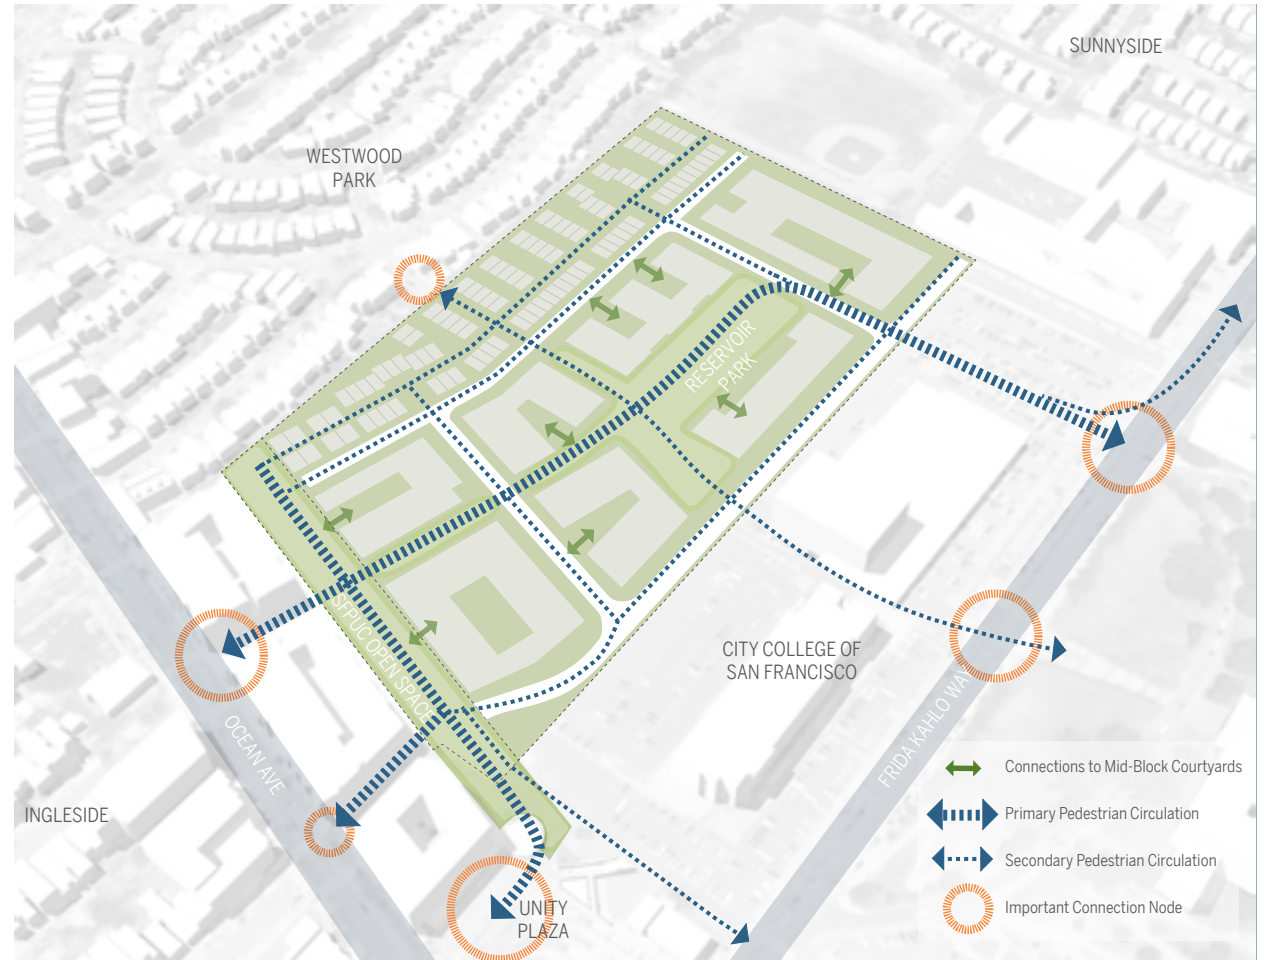 SUNNYSIDE
WESTWOOD
PARK
RESERVOIR
PARK
SFPUC OPEN SPACE
CITY COLLEGE OF
SAN FRANCISCO
OCEAN AVE
FRIDA KAHLO WAY
INGLESIDE
UNITY
PLAZA
Connections to Mid-Block Courtyards
Primary Pedestrian Circulation
Secondary Pedestrian Circulation
Important Connection Node